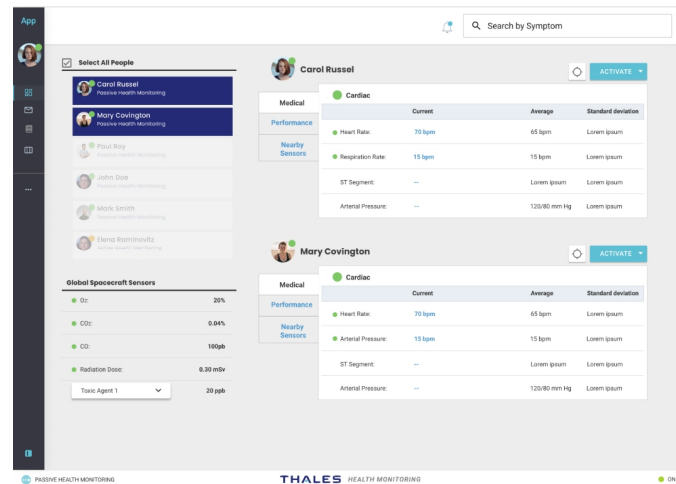 App
Search by Symptom
Select All People
Carol Russel
Passive Health Monitoring
Mary Covington
Passive Health Monitoring
Paul Roy
Passive Health Monitoring
John Doe
Passive Health Monitoring
Mark Smith
Passive Health Monitoring
Elena Raminovitz
Global Spacecraft Sensors
O2: 20%
CO2: 0.04%
CO: 100pb
Radiation Dose: 0.30 mSv
Toxic Agent 1 20 ppb
Carol Russel
ACTIVATE
Medical
Performance
Nearby
Sensors
Cardiac
Current Average Standard deviation
Heart Rate: 70 bpm 65 bpm Lorem ipsum
Respiration Rate: 15 bpm 15 bpm Lorem ipsum
ST Segment: -- Lorem ipsum Lorem ipsum
Arterial Pressure: -- 120/80 mm Hg Lorem ipsum
Mary Covington
ACTIVATE
Medical
Performance
Nearby
Sensors
Cardiac
Current Average Standard deviation
Heart Rate: 70 bpm 65 bpm Lorem ipsum
Arterial Pressure: 15 bpm 15 bpm Lorem ipsum
ST Segment: -- Lorem ipsum Lorem ipsum
Arterial Pressure: -- 120/80 mm Hg Lorem ipsum
PASSIVE HEALTH MONITORING
THALES HEALTH MONITORING
ON